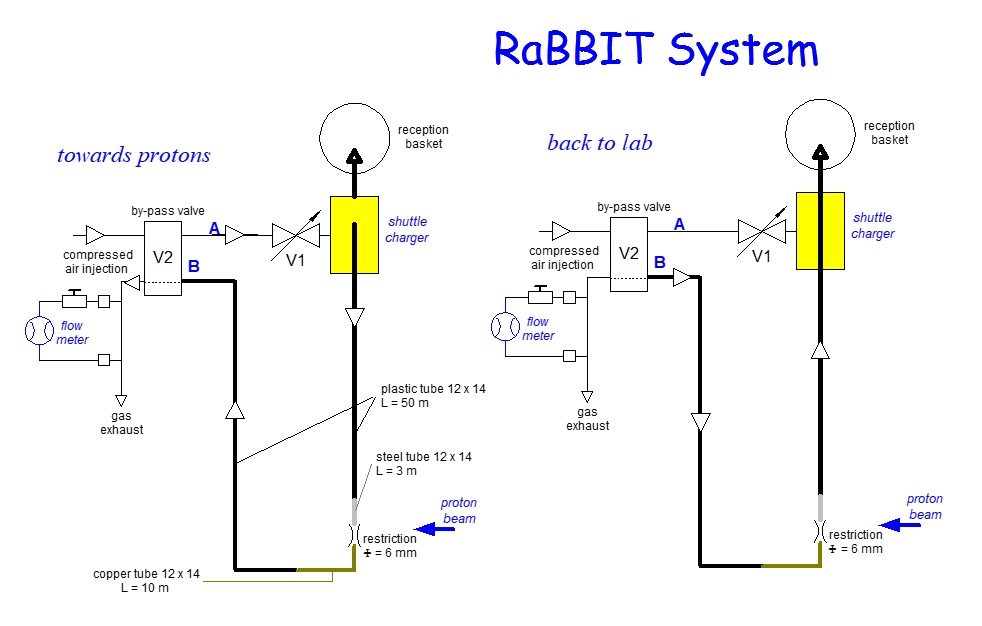 RaBBIT System
towards protons
reception
basket
by-pass valve
A
V2
V1
shuttle
charger
compressed
air injection
B
flow
meter
gas
exhaust
plastic tube 12 x 14
L = 50 m
steel tube 12 x 14
L = 3 m
proton
beam
restriction
Φ = 6 mm
copper tube 12 x 14
L = 10 m
back to lab
reception
basket
by-pass valve
A
V2
V1
shuttle
charger
compressed
air injection
B
flow
meter
gas
exhaust
proton
beam
restriction
Φ = 6 mm